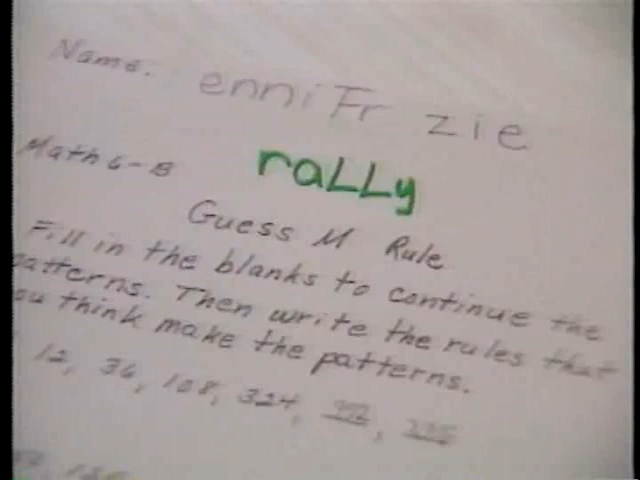 Name: enniFr zie
Math 6-B
raLLy
Guess M Rule
Fill in the blanks to continue the
patterns. Then write the rules that
ou think make the patterns.
12, 36, 108, 324,